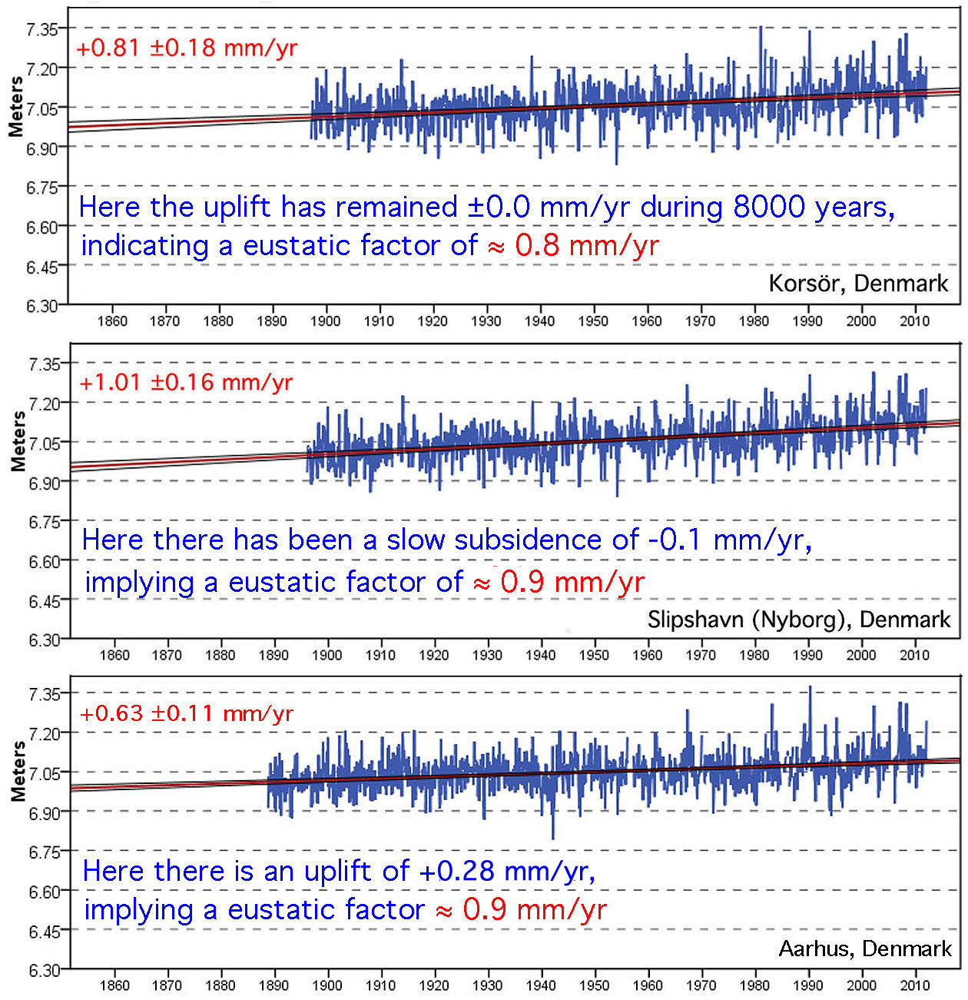 Meters
7.35
7.20
7.05
6.90
6.75
6.60
6.45
6.30
+0.81 ±0.18 mm/yr
Here the uplift has remained ±0.0 mm/yr during 8000 years,
indicating a eustatic factor of ≈ 0.8 mm/yr
Korsör, Denmark
1860 1870 1880 1890 1900 1910 1920 1930 1940 1950 1960 1970 1980 1990 2000 2010
Meters
7.35
7.20
7.05
6.90
6.75
6.60
6.45
6.30
+1.01 ±0.16 mm/yr
Here there has been a slow subsidence of -0.1 mm/yr,
implying a eustatic factor of ≈ 0.9 mm/yr
Slipshavn (Nyborg), Denmark
1860 1870 1880 1890 1900 1910 1920 1930 1940 1950 1960 1970 1980 1990 2000 2010
Meters
7.35
7.20
7.05
6.90
6.75
6.60
6.45
6.30
+0.63 ±0.11 mm/yr
Here there is an uplift of +0.28 mm/yr,
implying a eustatic factor ≈ 0.9 mm/yr
Aarhus, Denmark
1860 1870 1880 1890 1900 1910 1920 1930 1940 1950 1960 1970 1980 1990 2000 2010